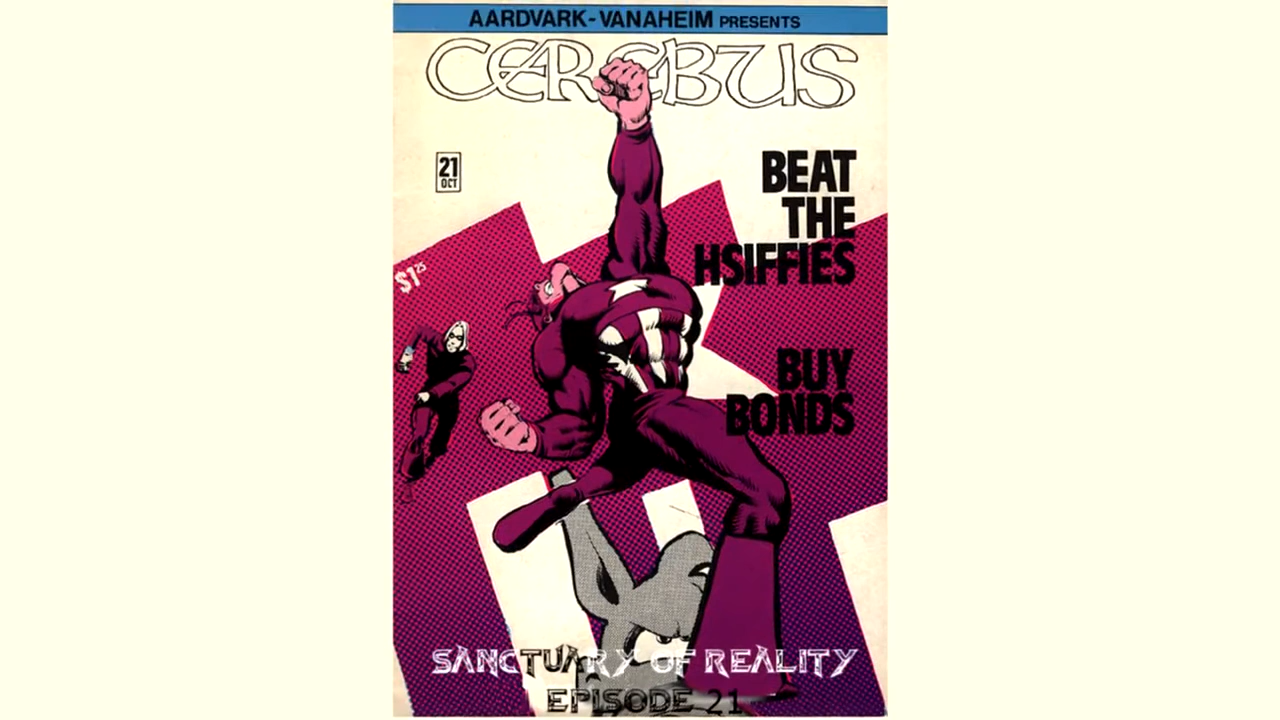 AARDVARK-VANAHEIM PRESENTS
CEREBUS
21
OCT
BEAT
THE
HSIFFIES
$1.25
BUY
BONDS
SANCTUARY OF REALITY
EPISODE 21